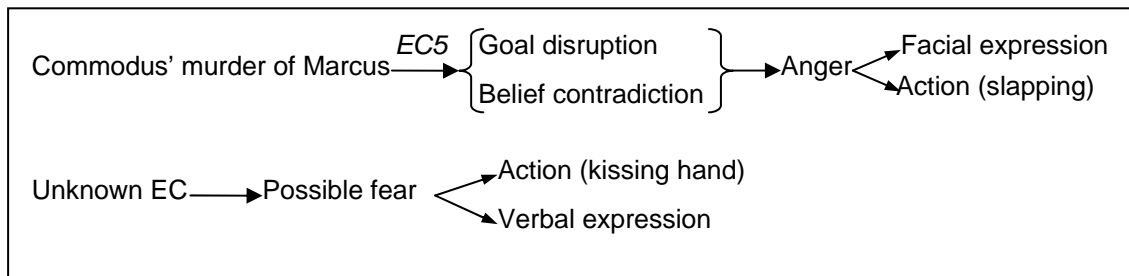 EC5
Goal disruption
Facial expression
Commodus’ murder of Marcus
Anger
Belief contradiction
Action (slapping)
Action (kissing hand)
Unknown EC
Possible fear
Verbal expression